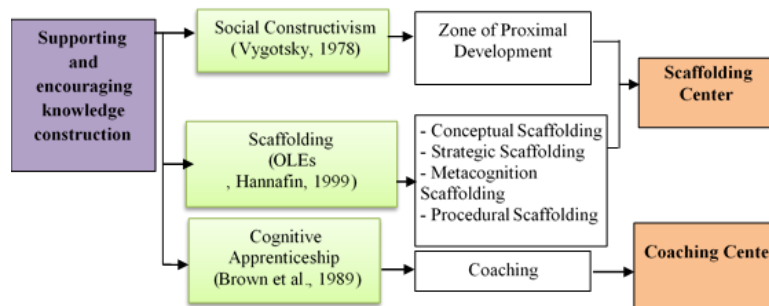 Supporting
and
encouraging
knowledge
construction
Social Constructivism
(Vygotsky, 1978)
Zone of Proximal
Development
Scaffolding
Center
Scaffolding
(OLEs
, Hannafin, 1999)
- Conceptual Scaffolding
- Strategic Scaffolding
- Metacognition
Scaffolding
- Procedural Scaffolding
Cognitive
Apprenticeship
(Brown et al., 1989)
Coaching
Coaching Cente